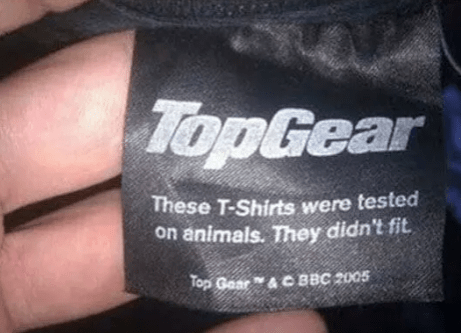 TopGear
These T-Shirts were tested
on animals. They didn't fit.
Top Gear ™ & © BBC 2005